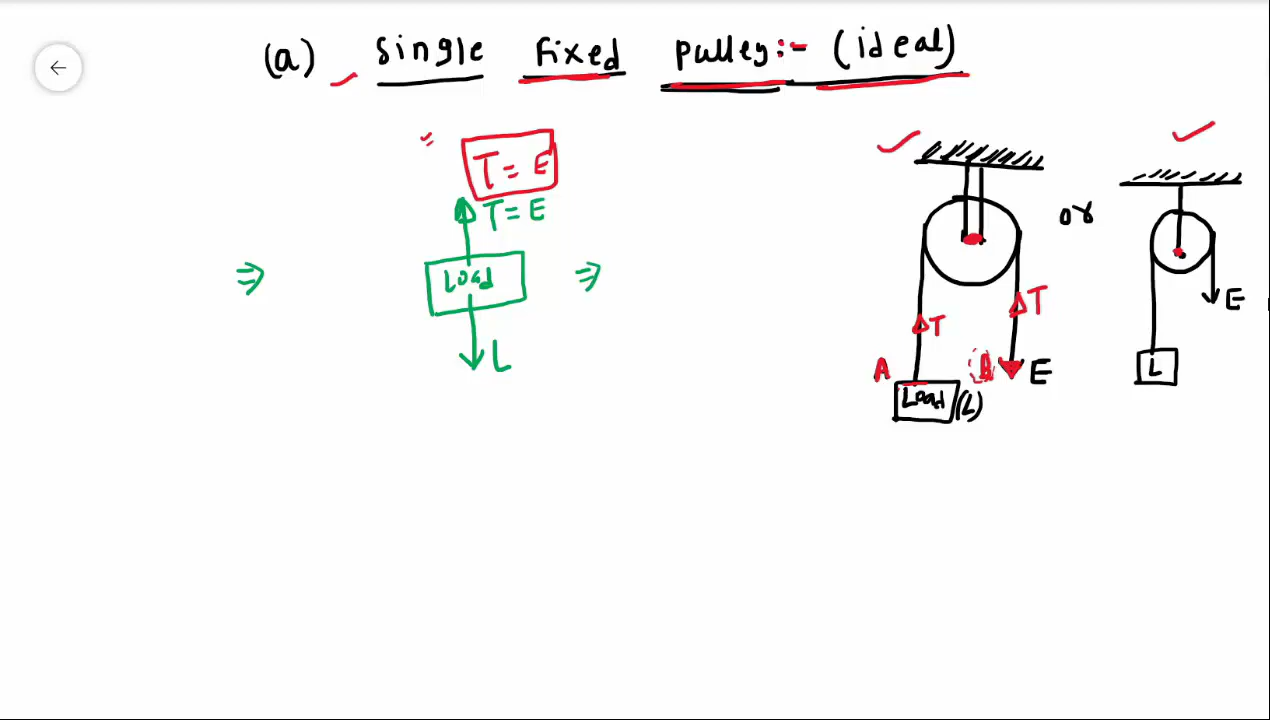 (a) Single Fixed Pulley:- (ideal)
T = E
T = E
Load
L
or
T
T
A
B
E
Load (L)
E
L